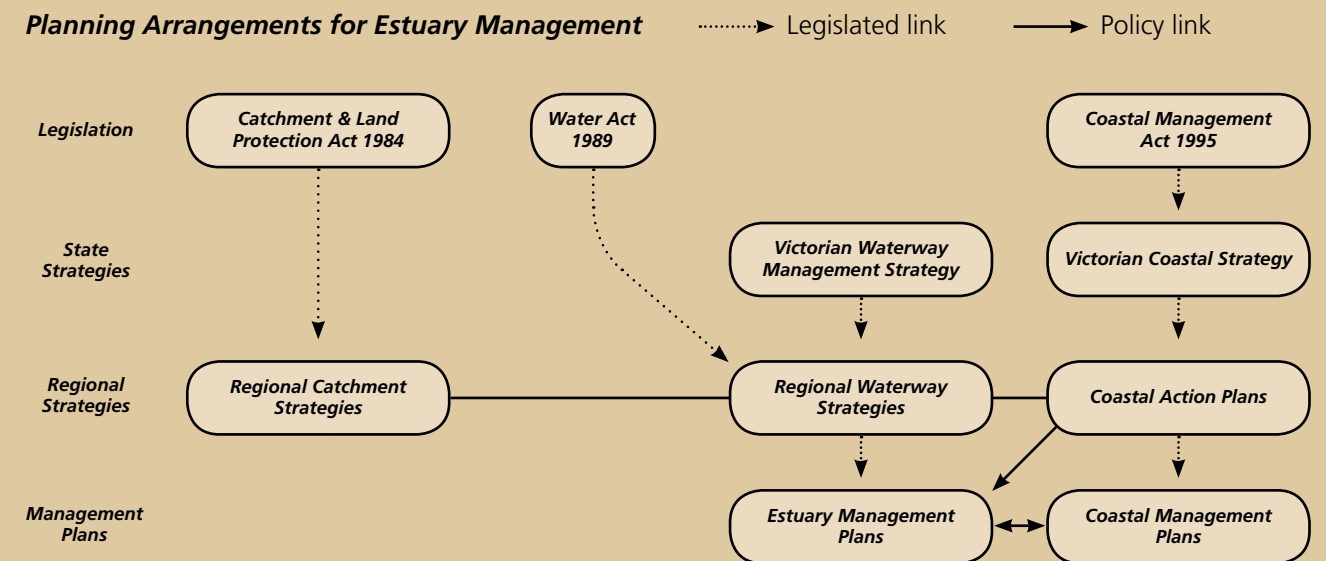 Planning Arrangements for Estuary Management
Legislated link
Policy link
Legislation
Catchment & Land
Protection Act 1984
Water Act
1989
Coastal Management
Act 1995
State
Strategies
Victorian Waterway
Management Strategy
Victorian Coastal Strategy
Regional
Strategies
Regional Catchment
Strategies
Regional Waterway
Strategies
Coastal Action Plans
Management
Plans
Estuary Management
Plans
Coastal Management
Plans